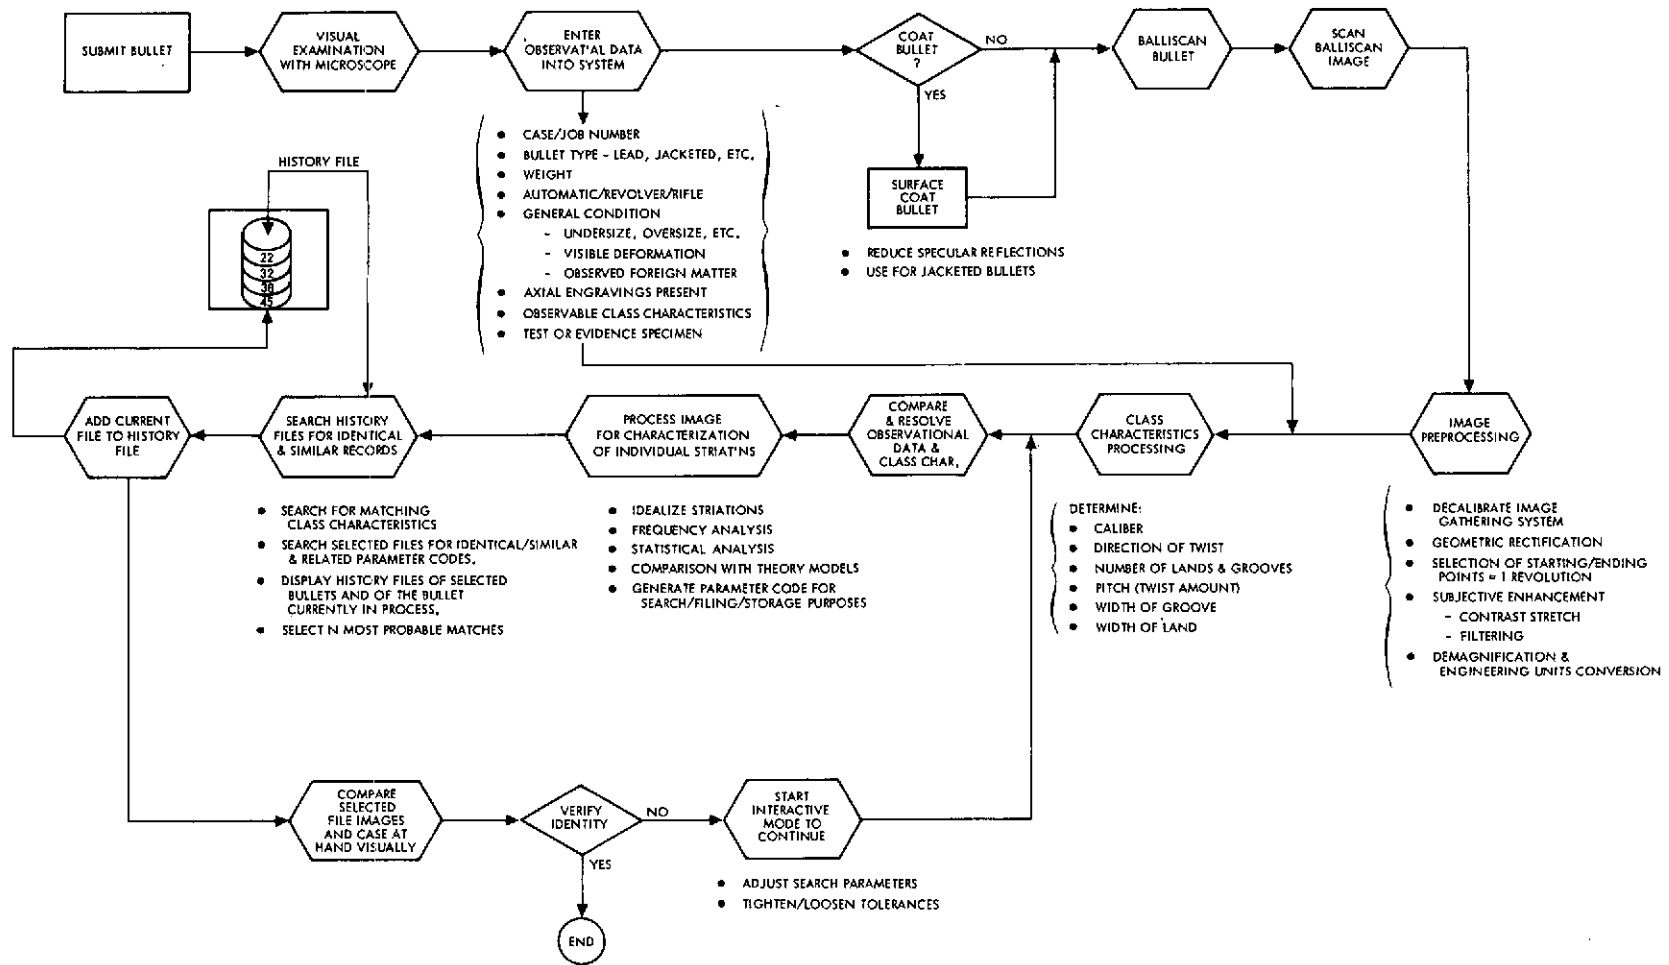 SUBMIT BULLET
VISUAL
EXAMINATION
WITH MICROSCOPE
ENTER
OBSERVAT'AL DATA
INTO SYSTEM
COAT
BULLET
?
NO
YES
BALLISCAN
BULLET
SCAN
BALLISCAN
IMAGE
• CASE/JOB NUMBER
• BULLET TYPE - LEAD, JACKETED, ETC.
• WEIGHT
• AUTOMATIC/REVOLVER/RIFLE
• GENERAL CONDITION
- UNDERSIZE, OVERSIZE, ETC.
- VISIBLE DEFORMATION
- OBSERVED FOREIGN MATTER
• AXIAL ENGRAVINGS PRESENT
• OBSERVABLE CLASS CHARACTERISTICS
• TEST OR EVIDENCE SPECIMEN
SURFACE
COAT
BULLET
• REDUCE SPECULAR REFLECTIONS
• USE FOR JACKETED BULLETS
HISTORY FILE
22
32
38
45
ADD CURRENT
FILE TO HISTORY
FILE
SEARCH HISTORY
FILES FOR IDENTICAL
& SIMILAR RECORDS
PROCESS IMAGE
FOR CHARACTERIZATION
OF INDIVIDUAL STRIAT'NS
COMPARE
& RESOLVE
OBSERVATIONAL
DATA &
CLASS CHAR.
CLASS
CHARACTERISTICS
PROCESSING
IMAGE
PREPROCESSING
• SEARCH FOR MATCHING
CLASS CHARACTERISTICS
• SEARCH SELECTED FILES FOR IDENTICAL/SIMILAR
& RELATED PARAMETER CODES.
• DISPLAY HISTORY FILES OF SELECTED
BULLETS AND OF THE BULLET
CURRENTLY IN PROCESS.
• SELECT N MOST PROBABLE MATCHES
• IDEALIZE STRIATIONS
• FREQUENCY ANALYSIS
• STATISTICAL ANALYSIS
• COMPARISON WITH THEORY MODELS
• GENERATE PARAMETER CODE FOR
SEARCH/FILING/STORAGE PURPOSES
DETERMINE:
• CALIBER
• DIRECTION OF TWIST
• NUMBER OF LANDS & GROOVES
• PITCH (TWIST AMOUNT)
• WIDTH OF GROOVE
• WIDTH OF LAND
• DECALIBRATE IMAGE
GATHERING SYSTEM
• GEOMETRIC RECTIFICATION
• SELECTION OF STARTING/ENDING
POINTS = 1 REVOLUTION
• SUBJECTIVE ENHANCEMENT
- CONTRAST STRETCH
- FILTERING
• DEMAGNIFICATION &
ENGINEERING UNITS CONVERSION
COMPARE
SELECTED
FILE IMAGES
AND CASE AT
HAND VISUALLY
VERIFY
IDENTITY
NO
YES
START
INTERACTIVE
MODE TO
CONTINUE
• ADJUST SEARCH PARAMETERS
• TIGHTEN/LOOSEN TOLERANCES
END